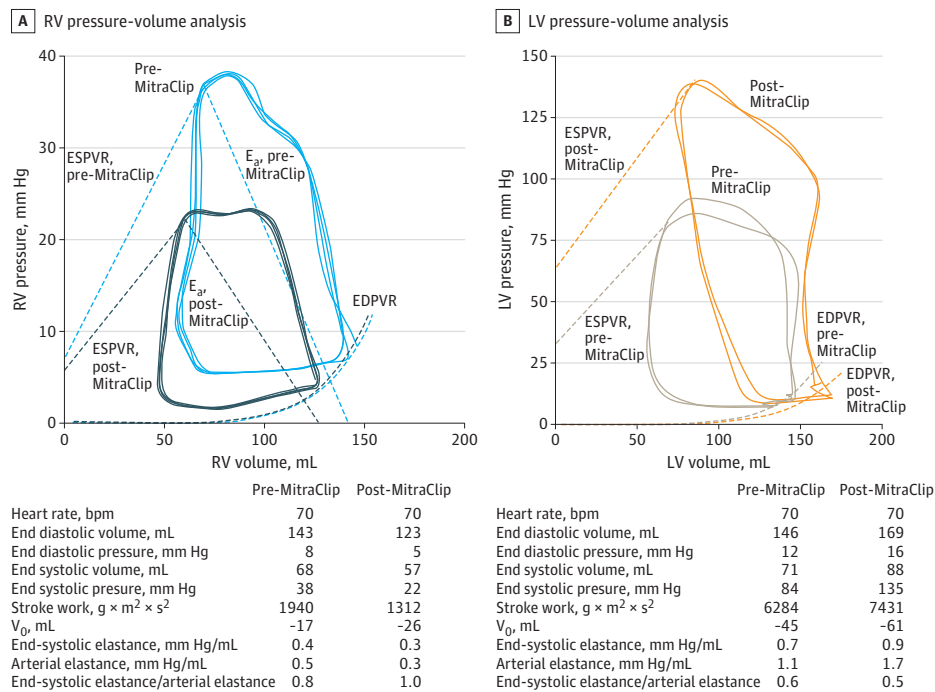 A RV pressure-volume analysis
40
30
20
10
0
RV pressure, mm Hg
Pre-
MitraClip
ESPVR,
pre-MitraClip
Ea, pre-
MitraClip
Ea,
post-
MitraClip
ESPVR,
post-
MitraClip
EDPVR
0 50 100 150 200
RV volume, mL
Pre-MitraClip Post-MitraClip
Heart rate, bpm 70 70
End diastolic volume, mL 143 123
End diastolic pressure, mm Hg 8 5
End systolic volume, mL 68 57
End systolic presure, mm Hg 38 22
Stroke work, g × m2 × s2 1940 1312
V0, mL -17 -26
End-systolic elastance, mm Hg/mL 0.4 0.3
Arterial elastance, mm Hg/mL 0.5 0.3
End-systolic elastance/arterial elastance 0.8 1.0
B LV pressure-volume analysis
150
125
100
75
50
25
0
LV pressure, mm Hg
Post-
MitraClip
ESPVR,
post-
MitraClip
Pre-
MitraClip
ESPVR,
pre-
MitraClip
EDPVR,
pre-
MitraClip
EDPVR,
post-
MitraClip
0 50 100 150 200
LV volume, mL
Pre-MitraClip Post-MitraClip
Heart rate, bpm 70 70
End diastolic volume, mL 146 169
End diastolic pressure, mm Hg 12 16
End systolic volume, mL 71 88
End systolic presure, mm Hg 84 135
Stroke work, g × m2 × s2 6284 7431
V0, mL -45 -61
End-systolic elastance, mm Hg/mL 0.7 0.9
Arterial elastance, mm Hg/mL 1.1 1.7
End-systolic elastance/arterial elastance 0.6 0.5